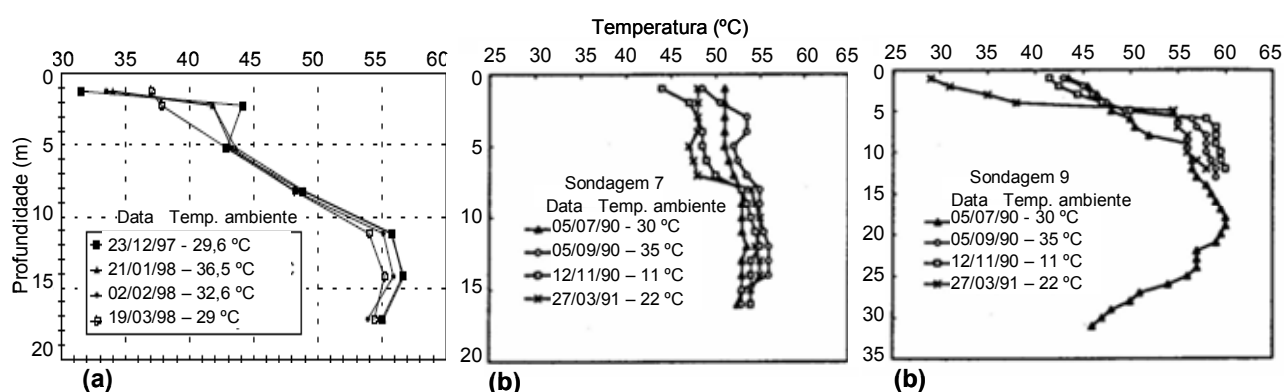 Temperatura (ºC)
30 35 40 45 50 55 60
25 30 35 40 45 50 55 60 65
25 30 35 40 45 50 55 60 65
Profundidade (m)
0
5
10
15
20
Data Temp. ambiente
23/12/97 - 29,6 ºC
21/01/98 – 36,5 ºC
02/02/98 – 32,6 ºC
19/03/98 – 29 ºC
(a)
0
5
10
15
20
Sondagem 7
Data Temp. ambiente
05/07/90 - 30 ºC
05/09/90 – 35 ºC
12/11/90 – 11 ºC
27/03/91 – 22 ºC
(b)
0
5
10
15
20
25
30
35
Sondagem 9
Data Temp. ambiente
05/07/90 - 30 ºC
05/09/90 – 35 ºC
12/11/90 – 11 ºC
27/03/91 – 22 ºC
(b)